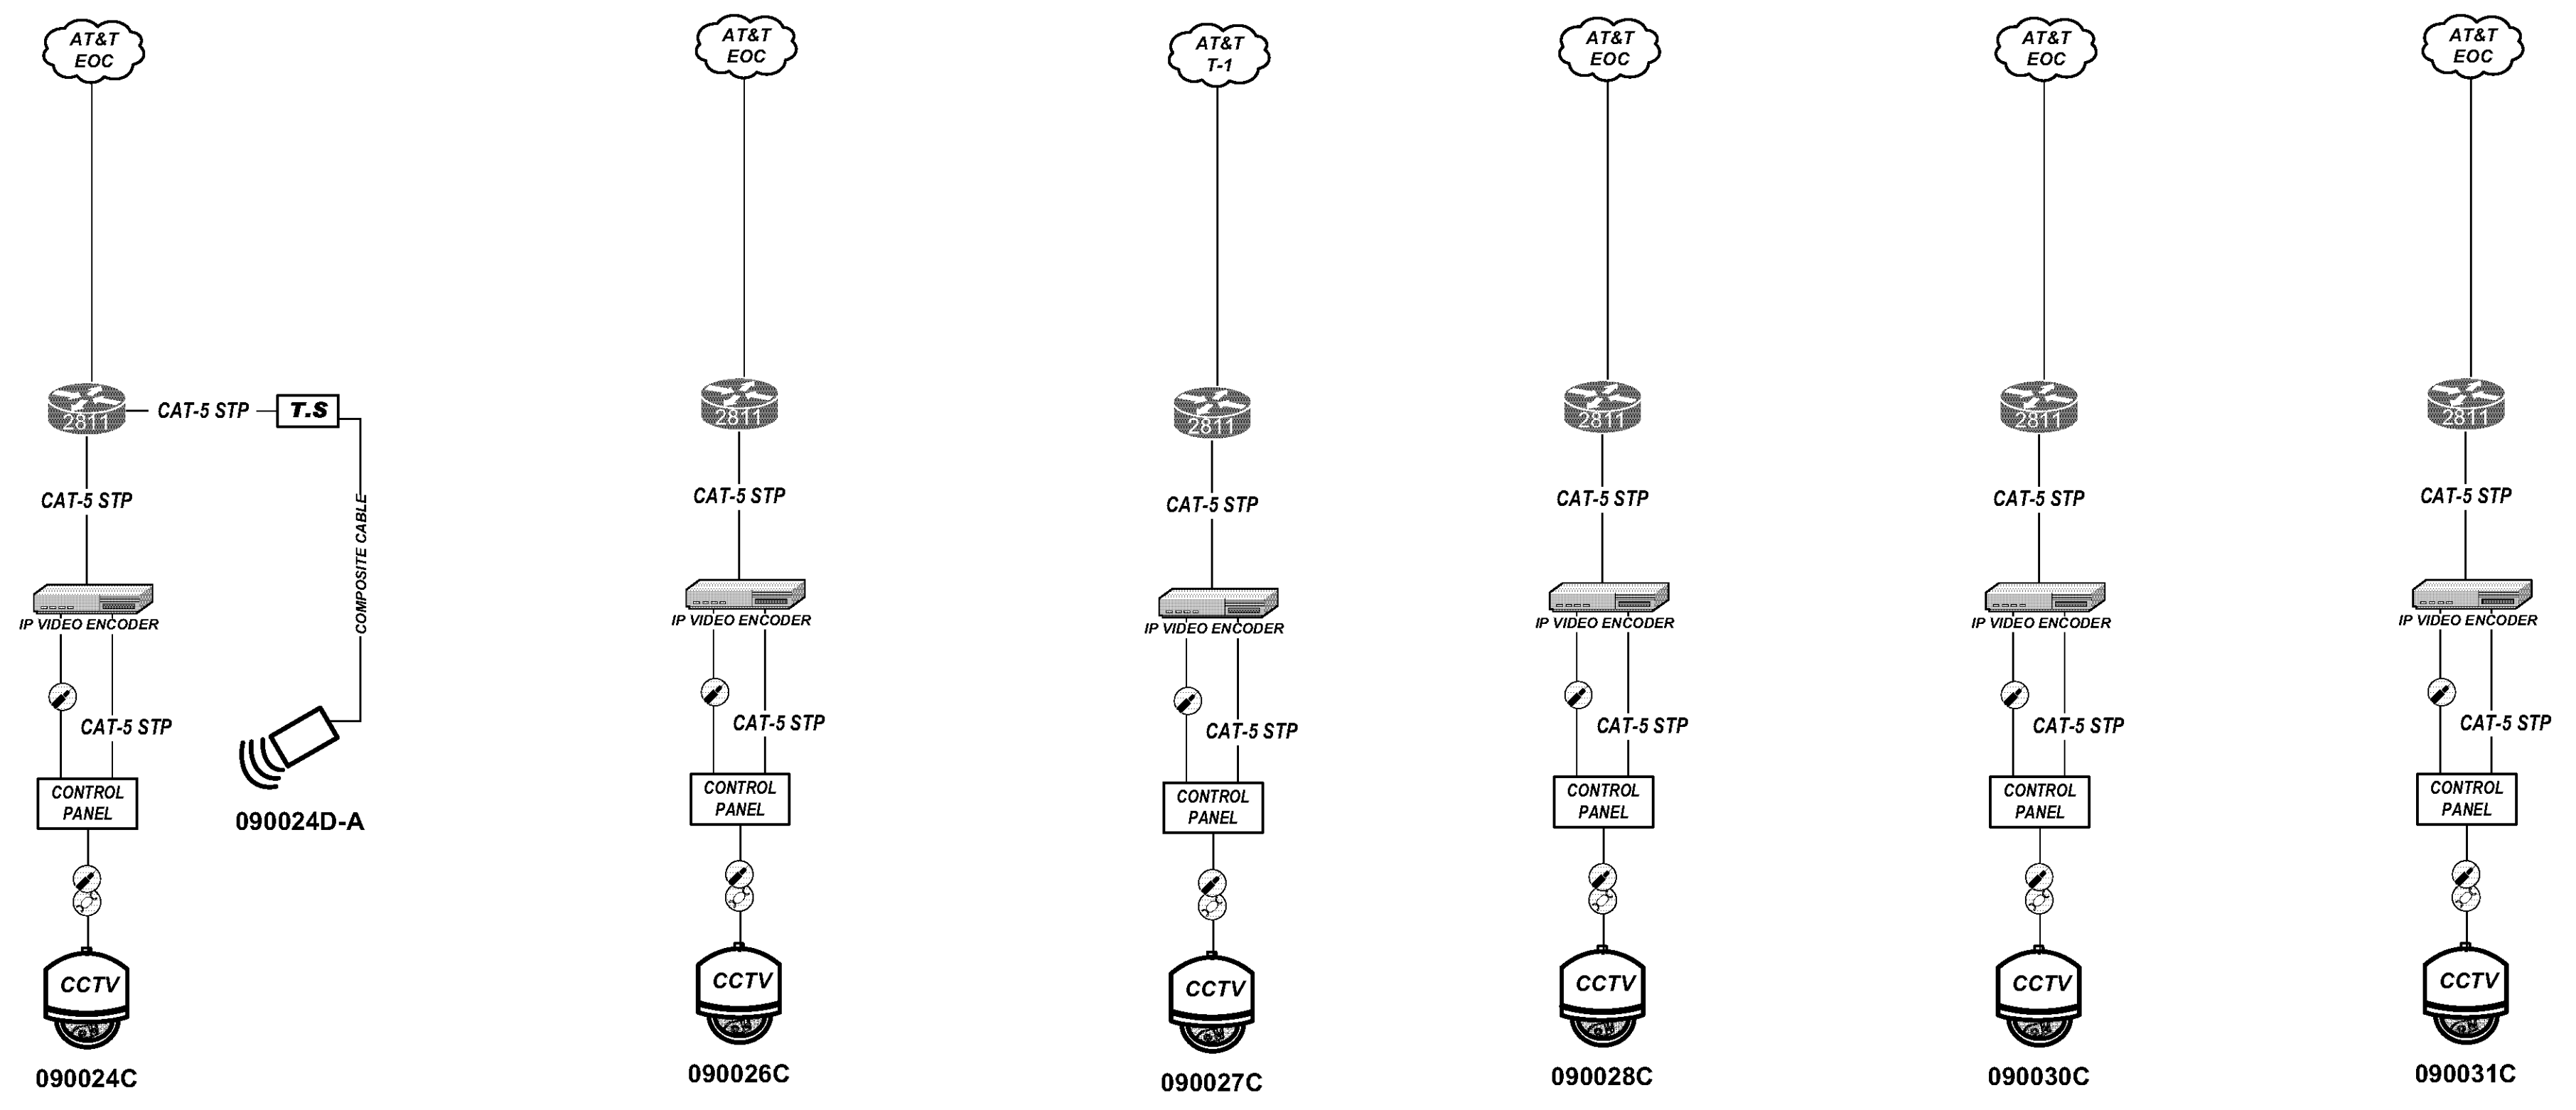 AT&T
EOC
2811
CAT-5 STP
T.S
COMPOSITE CABLE
CAT-5 STP
IP VIDEO ENCODER
CAT-5 STP
CONTROL
PANEL
090024D-A
CCTV
090024C
AT&T
EOC
2811
CAT-5 STP
IP VIDEO ENCODER
CAT-5 STP
CONTROL
PANEL
CCTV
090026C
AT&T
T-1
2811
CAT-5 STP
IP VIDEO ENCODER
CAT-5 STP
CONTROL
PANEL
CCTV
090027C
AT&T
EOC
2811
CAT-5 STP
IP VIDEO ENCODER
CAT-5 STP
CONTROL
PANEL
CCTV
090028C
AT&T
EOC
2811
CAT-5 STP
IP VIDEO ENCODER
CAT-5 STP
CONTROL
PANEL
CCTV
090030C
AT&T
EOC
2811
CAT-5 STP
IP VIDEO ENCODER
CAT-5 STP
CONTROL
PANEL
CCTV
090031C